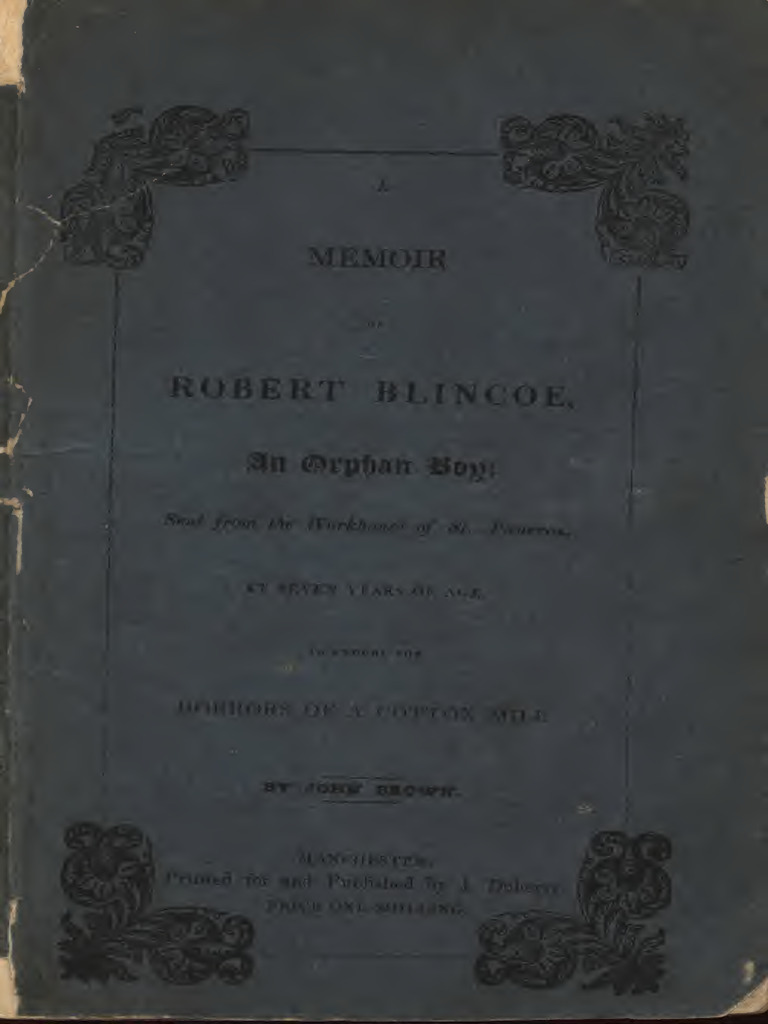 A
MEMOIR
OF
ROBERT BLINCOE,
An Orphan Boy;
Sent from the Workhouse of St. Pancras,
AT SEVEN YEARS OF AGE,
TO ENDURE THE
HORRORS OF A COTTON MILL
BY JOHN BROWN.
MANCHESTER:
Printed for and Published by J. Doherty
PRICE ONE SHILLING.